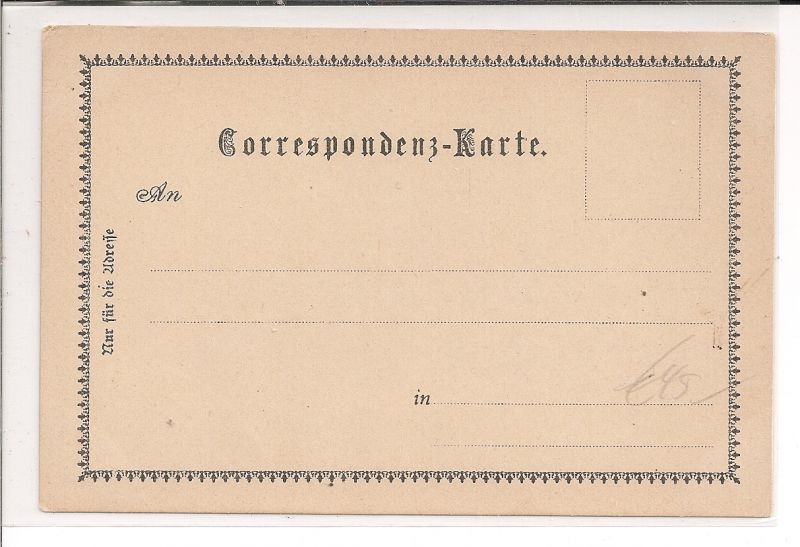 Correspondenz-Karte.
An
Nur für die Adresse
in